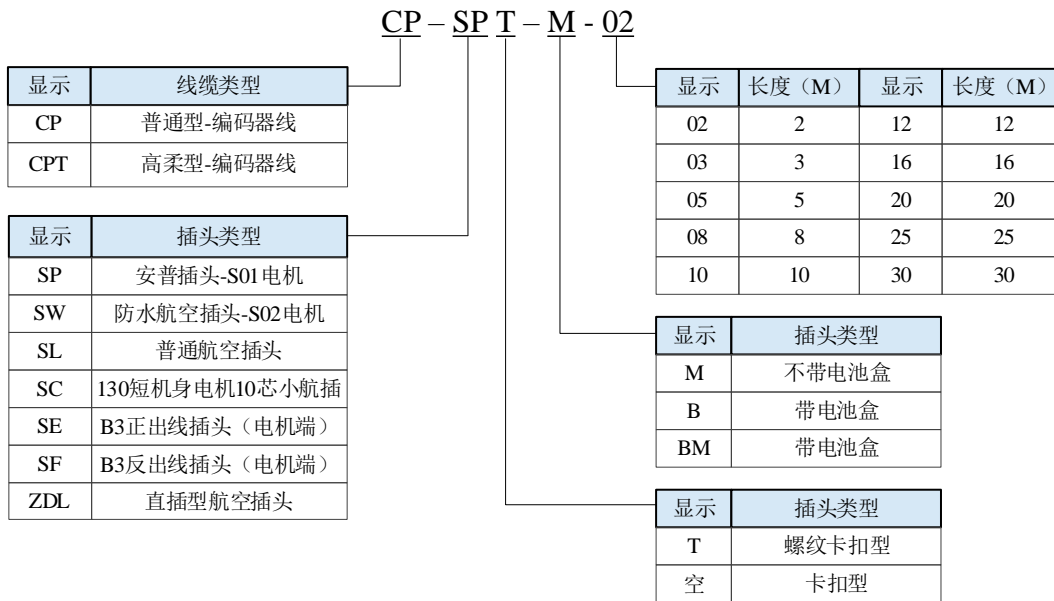 CP – SP T – M - 02
显示 线缆类型
CP 普通型-编码器线
CPT 高柔型-编码器线
显示 插头类型
SP 安普插头-S01电机
SW 防水航空插头-S02电机
SL 普通航空插头
SC 130短机身电机10芯小航插
SE B3正出线插头（电机端）
SF B3反出线插头（电机端）
ZDL 直插型航空插头
显示 长度（M） 显示 长度（M）
02 2 12 12
03 3 16 16
05 5 20 20
08 8 25 25
10 10 30 30
显示 插头类型
M 不带电池盒
B 带电池盒
BM 带电池盒
显示 插头类型
T 螺纹卡扣型
空 卡扣型